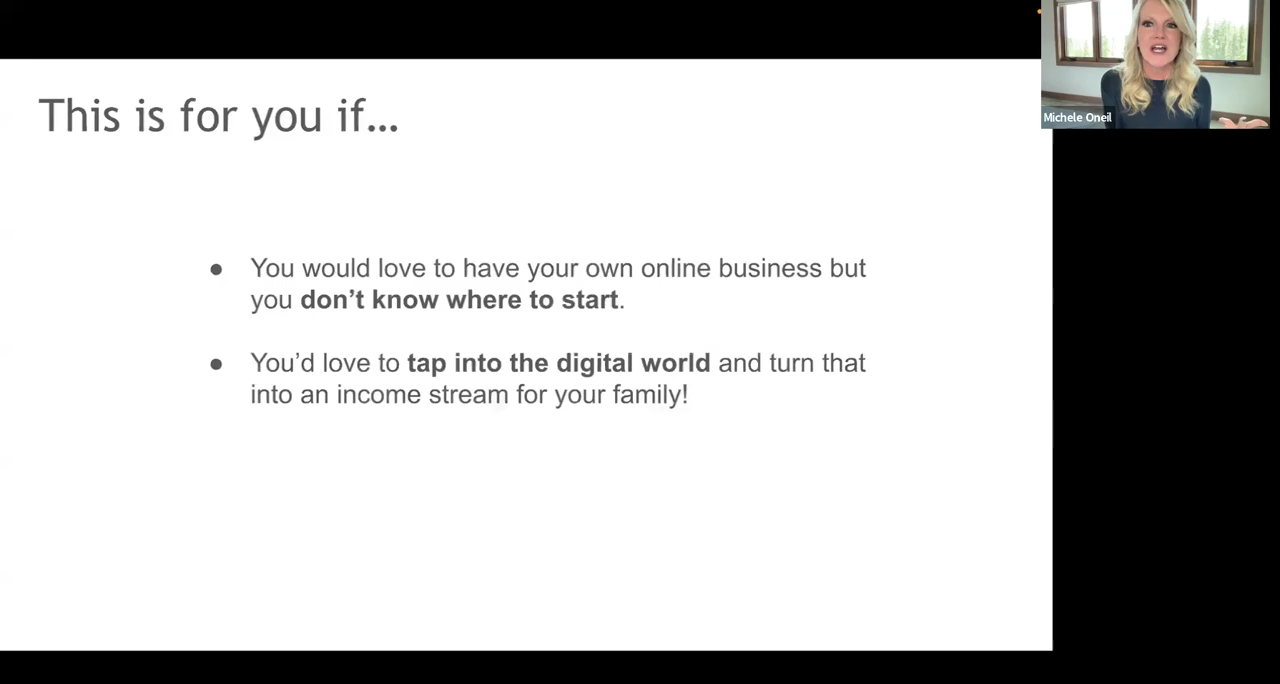 This is for you if...
Michele Oneil
● You would love to have your own online business but
you don’t know where to start.
● You’d love to tap into the digital world and turn that
into an income stream for your family!